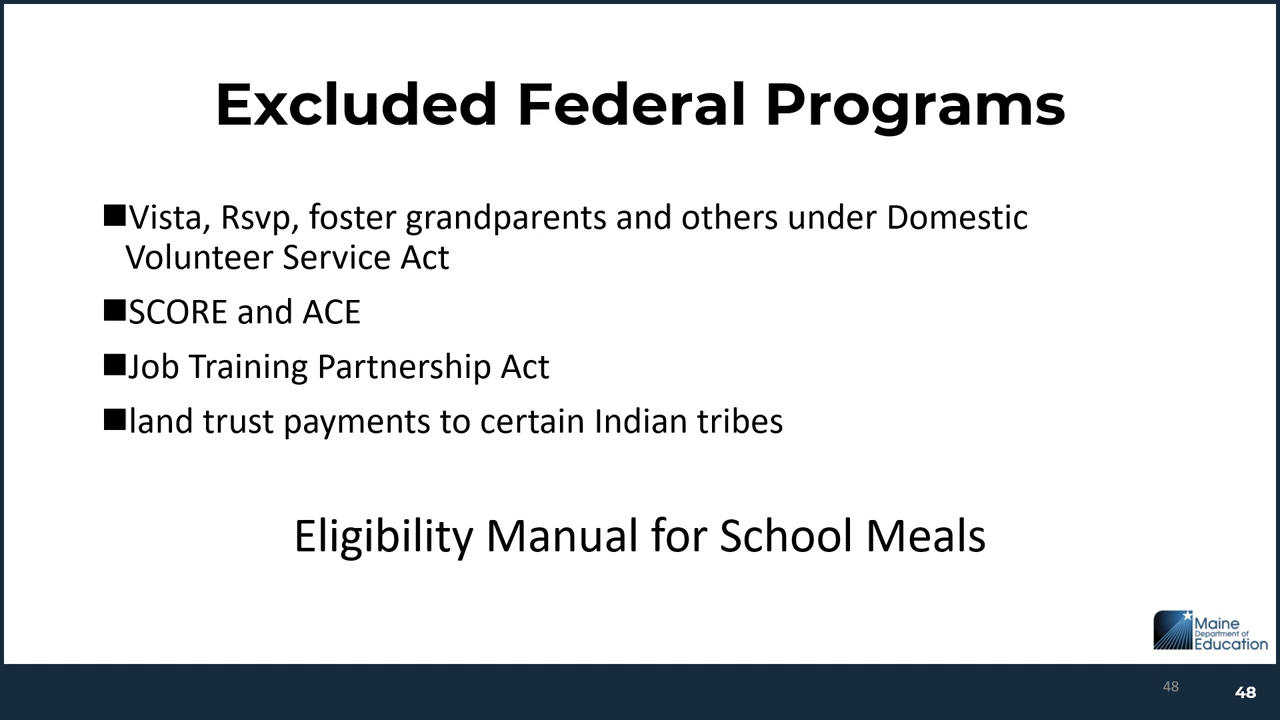 Excluded Federal Programs
■Vista, Rsvp, foster grandparents and others under Domestic
Volunteer Service Act
■SCORE and ACE
■Job Training Partnership Act
■land trust payments to certain Indian tribes
Eligibility Manual for School Meals
Maine
Department of
Education
48
48